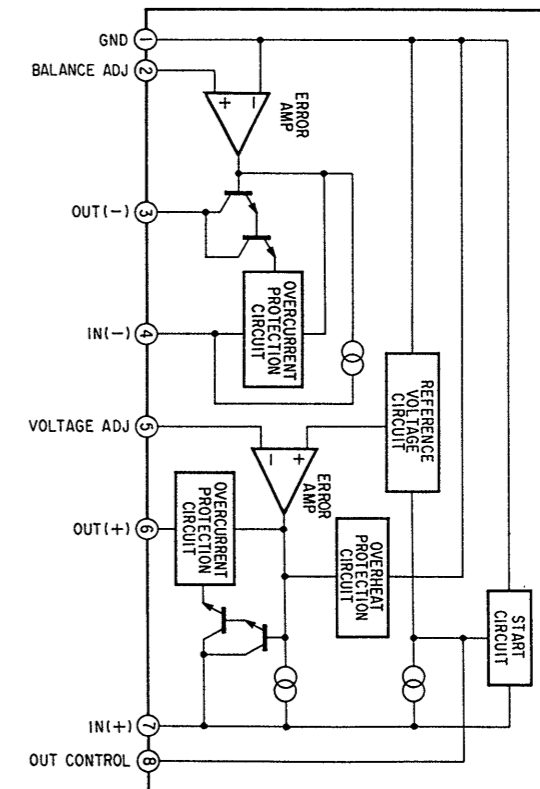 GND 1
BALANCE ADJ 2
+ −
ERROR
AMP
OUT(−) 3
OVERCURRENT
PROTECTION
CIRCUIT
IN(−) 4
REFERENCE
VOLTAGE
CIRCUIT
VOLTAGE ADJ 5
− +
ERROR
AMP
OVERCURRENT
PROTECTION
CIRCUIT
OUT(+) 6
OVERHEAT
PROTECTION
CIRCUIT
START
CIRCUIT
IN(+) 7
OUT CONTROL 8